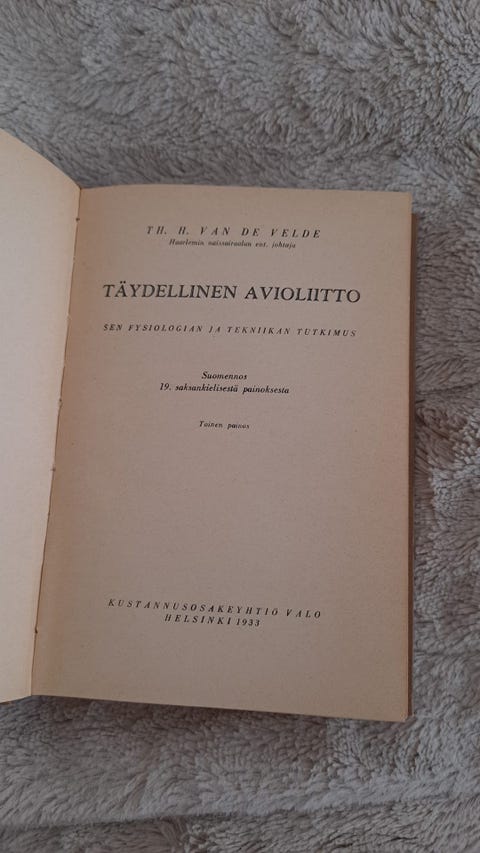 TH. H. VAN DE VELDE
Haarlemin naissairaalan ent. johtaja
TÄYDELLINEN AVIOLIITTO
SEN FYSIOLOGIAN JA TEKNIIKAN TUTKIMUS
Suomennos
19. saksankielisestä painoksesta
Toinen painos
KUSTANNUSOSAKEYHTIÖ VALO
HELSINKI 1933